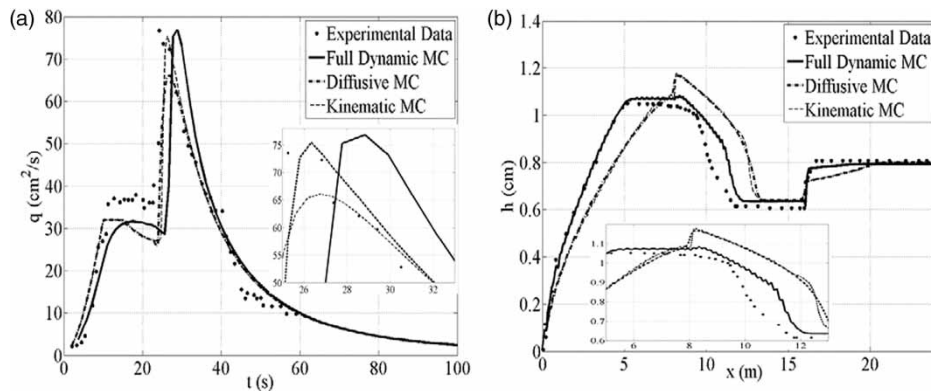 (a)
80
70
60
50
40
30
20
10
0
0 20 40 60 80 100
q (cm²/s)
t (s)
Experimental Data
Full Dynamic MC
Diffusive MC
Kinematic MC
75
70
65
60
55
50
26 28 30 32
(b)
1.4
1.2
1.0
0.8
0.6
0.4
0.2
0
0 5 10 15 20
h (cm)
x (m)
Experimental Data
Full Dynamic MC
Diffusive MC
Kinematic MC
1.1
1
0.9
0.8
0.7
0.6
6 8 10 12